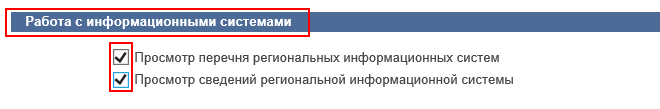 Работа с информационными системами
Просмотр перечня региональных информационных систем
Просмотр сведений региональной информационной системы